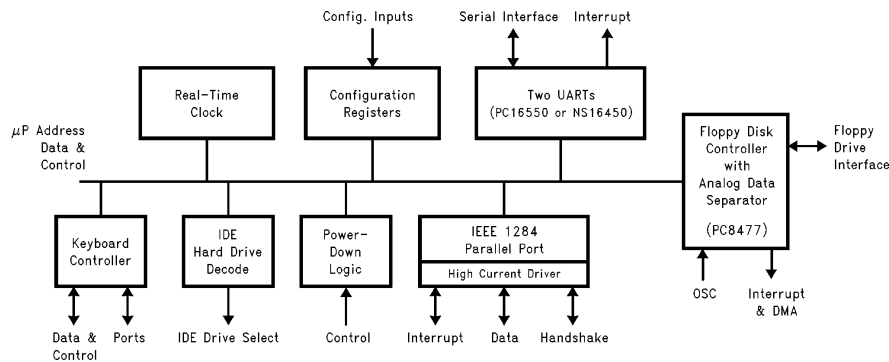 Config. Inputs
Serial Interface
Interrupt
Real-Time
Clock
Configuration
Registers
Two UARTs
(PC16550 or NS16450)
μP Address
Data &
Control
Floppy Disk
Controller
with
Analog Data
Separator
(PC8477)
Floppy
Drive
Interface
Keyboard
Controller
IDE
Hard Drive
Decode
Power-
Down
Logic
IEEE 1284
Parallel Port
High Current Driver
OSC
Interrupt
& DMA
Data &
Control
Ports
IDE Drive Select
Control
Interrupt
Data
Handshake